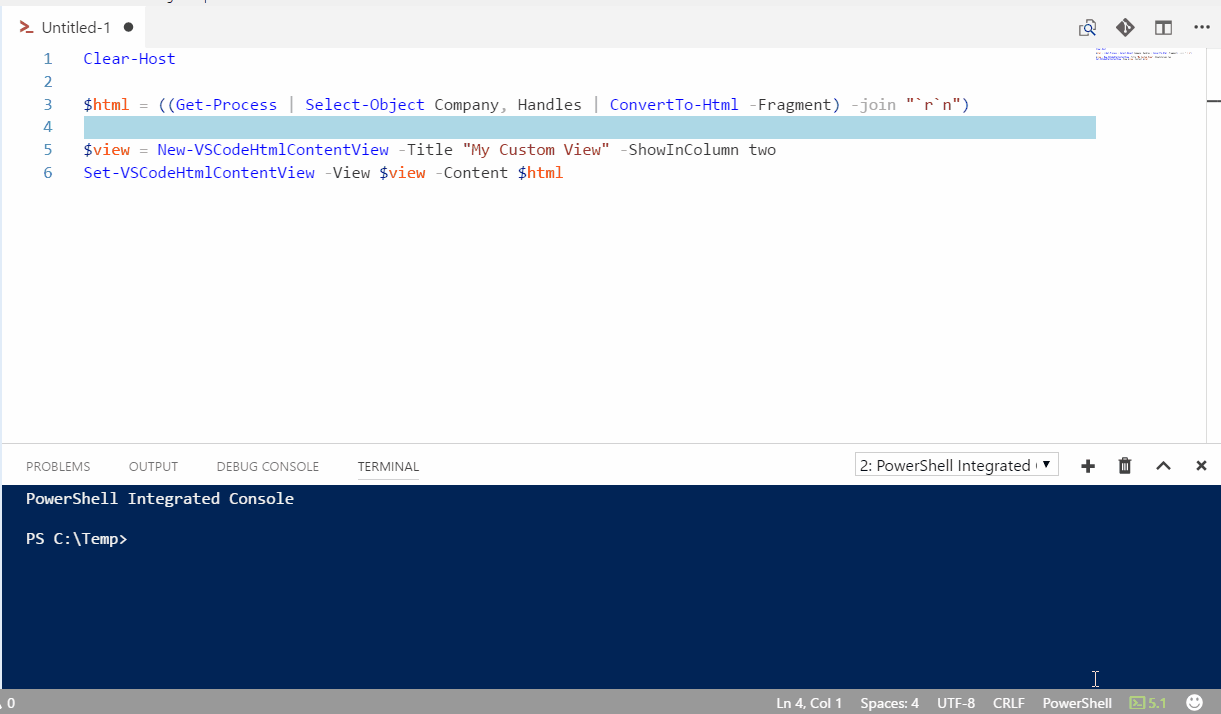 Untitled-1
1 Clear-Host
2
3 $html = ((Get-Process | Select-Object Company, Handles | ConvertTo-Html -Fragment) -join "`r`n")
4
5 $view = New-VSCodeHtmlContentView -Title "My Custom View" -ShowInColumn two
6 Set-VSCodeHtmlContentView -View $view -Content $html
PROBLEMS OUTPUT DEBUG CONSOLE TERMINAL 2: PowerShell Integrated
PowerShell Integrated Console
PS C:\Temp>
0 Ln 4, Col 1 Spaces: 4 UTF-8 CRLF PowerShell 5.1